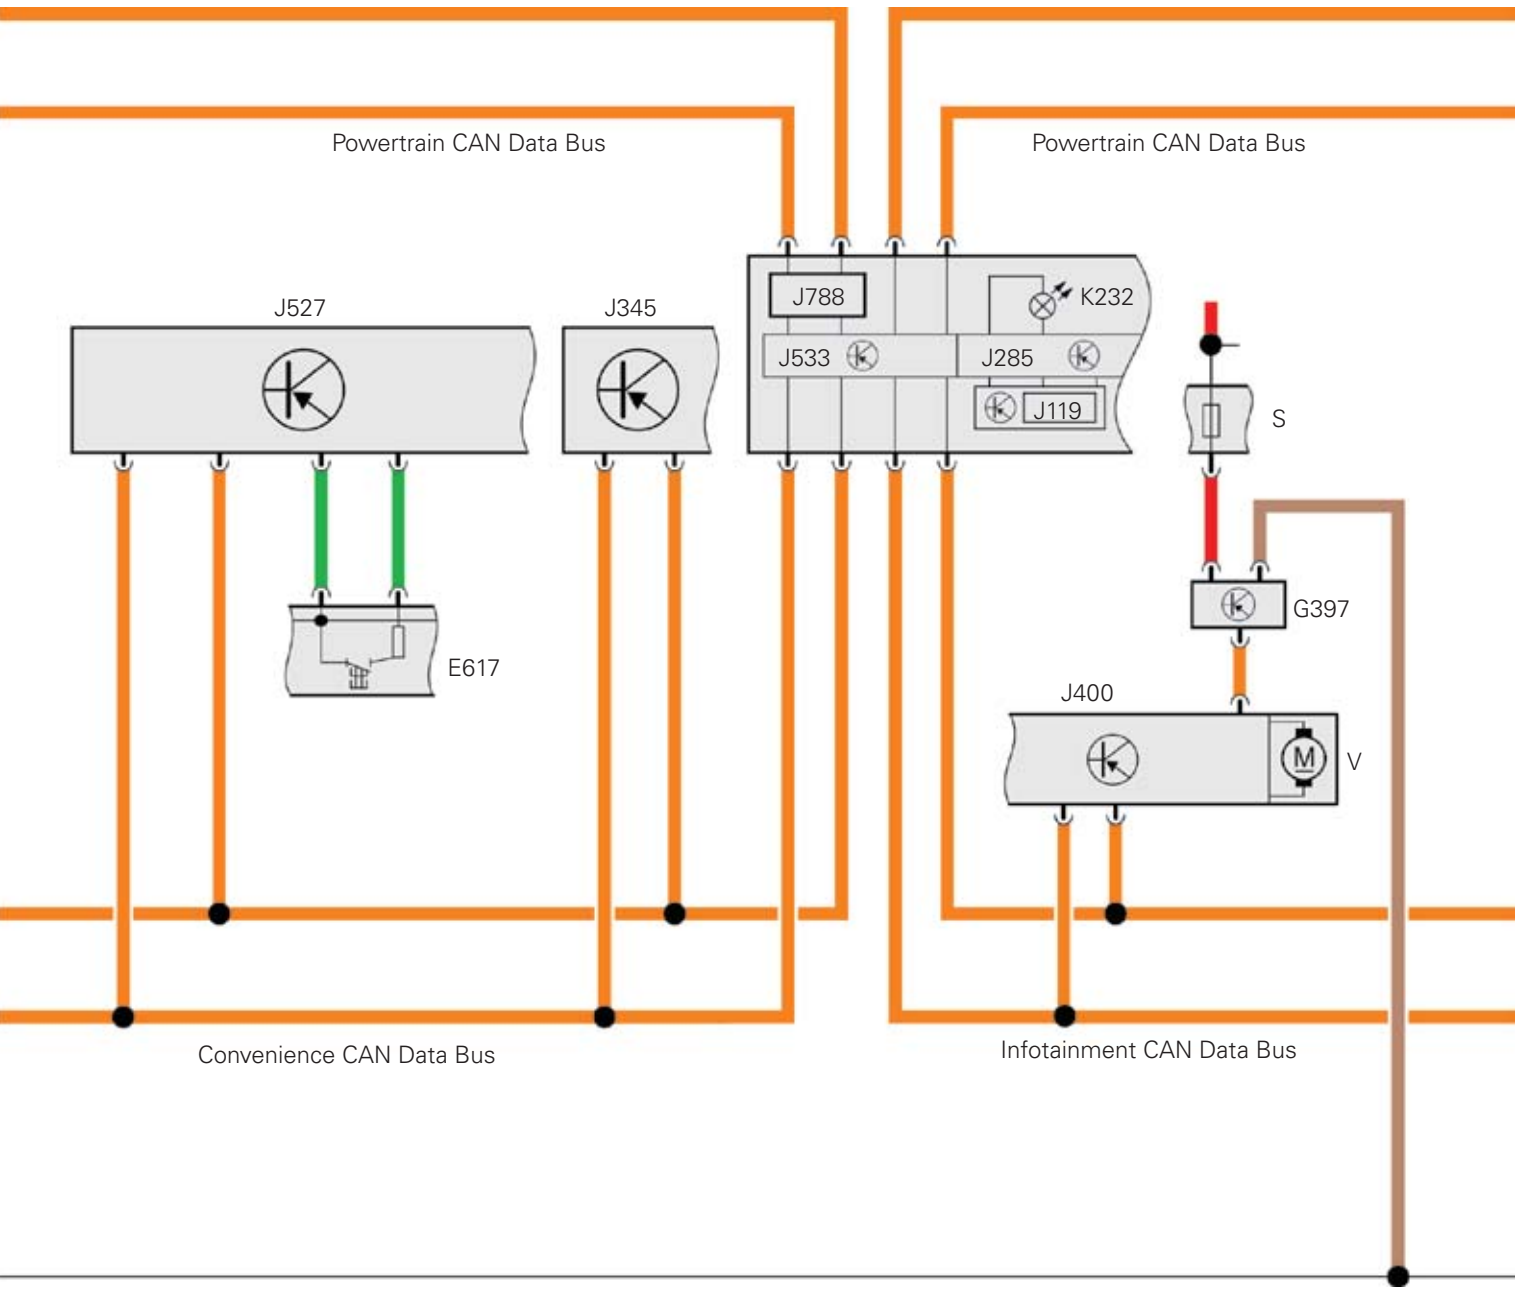 Powertrain CAN Data Bus
Powertrain CAN Data Bus
J527
J345
J788
K232
J533
J285
J119
S
G397
E617
J400
M
V
Convenience CAN Data Bus
Infotainment CAN Data Bus